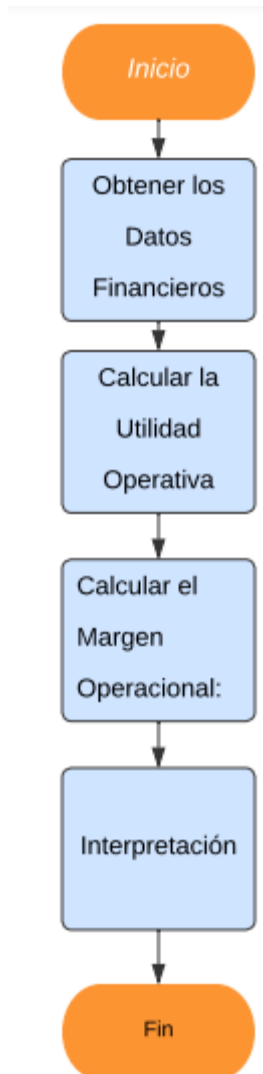 Inicio
Obtener los
Datos
Financieros
Calcular la
Utilidad
Operativa
Calcular el
Margen
Operacional:
Interpretación
Fin